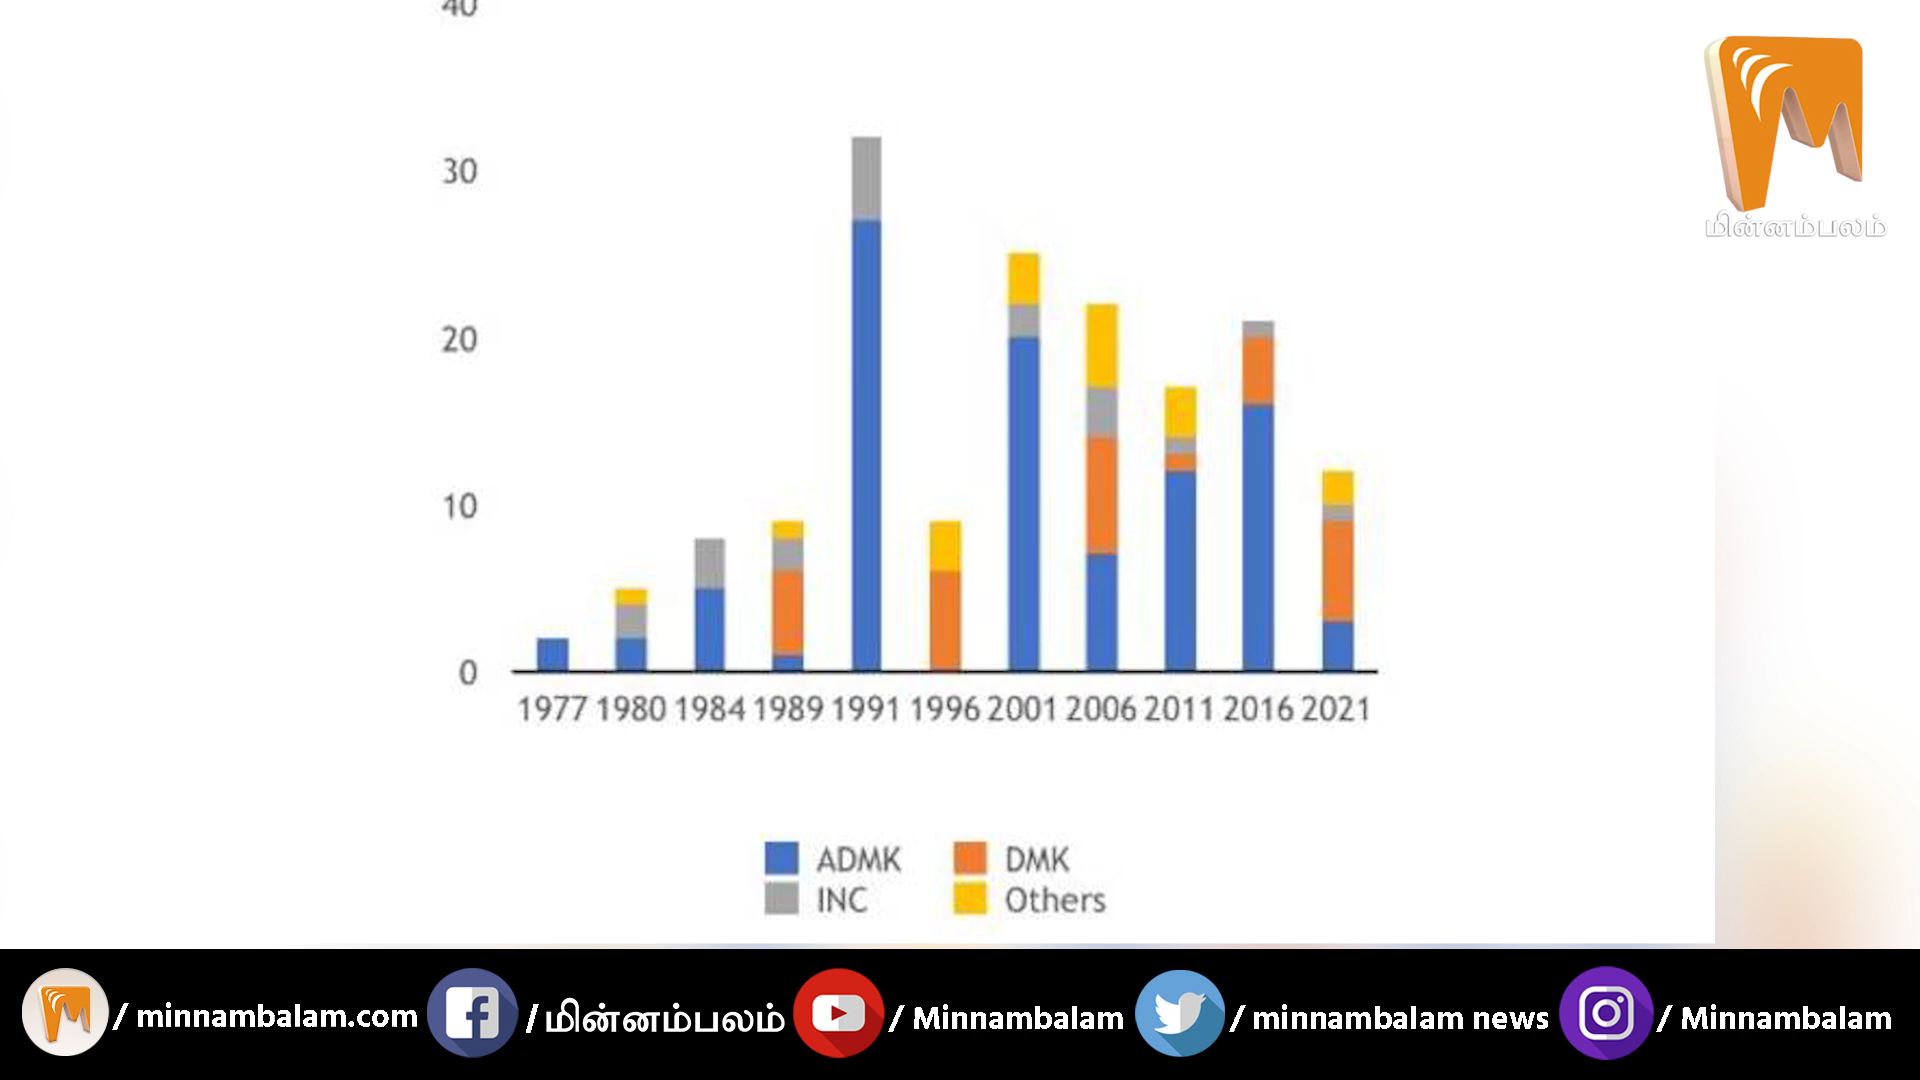 40
மின்னம்பலம்
30
20
10
0
1977 1980 1984 1989 1991 1996 2001 2006 2011 2016 2021
ADMK DMK
INC Others
/ minnambalam.com / மின்னம்பலம் / Minnambalam / minnambalam news / Minnambalam